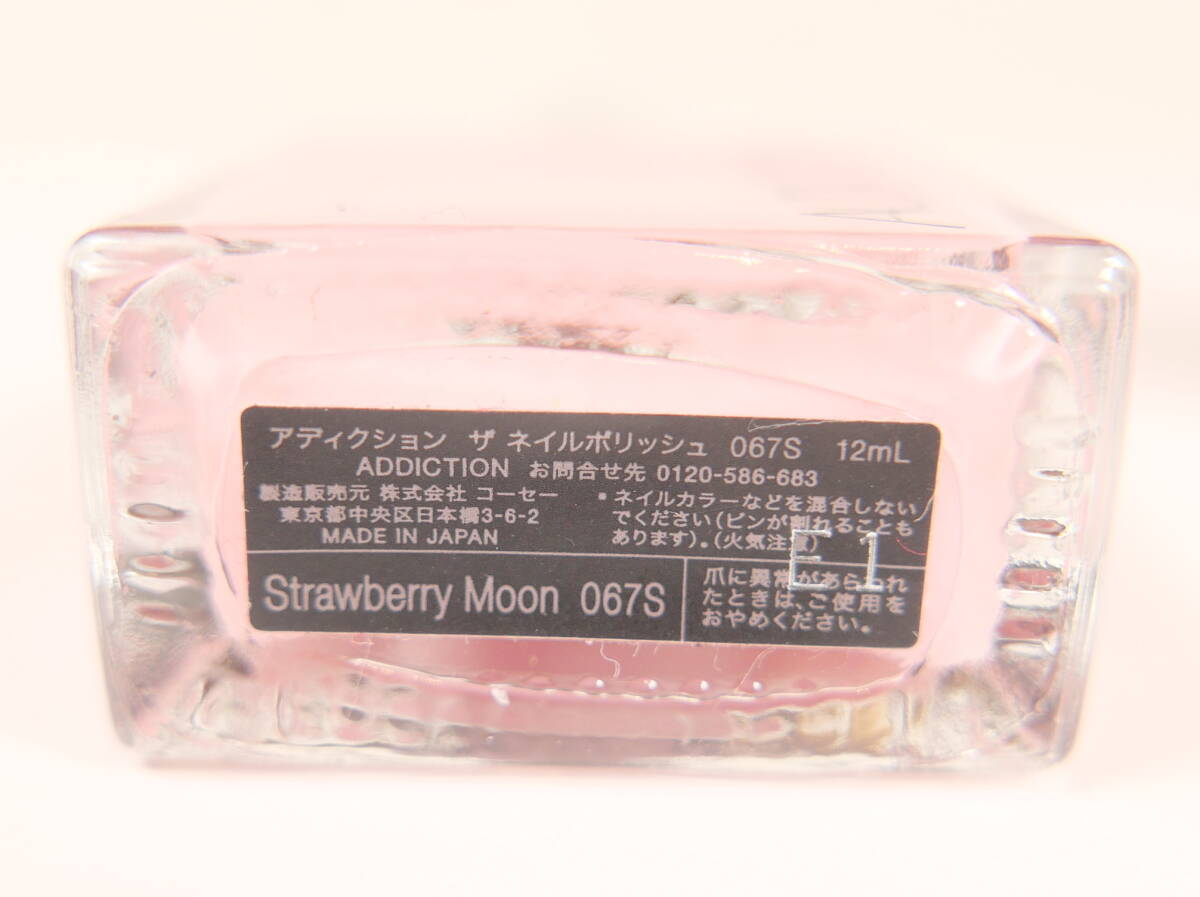 アディクション ザ ネイルポリッシュ 067S 12mL
ADDICTION お問合せ先 0120-586-683
製造販売元 株式会社 コーセー
東京都中央区日本橋3-6-2
MADE IN JAPAN
* ネイルカラーなどを混合しない
でください(ビンが割れることも
あります)。(火気注意)
E1
Strawberry Moon 067S
爪に異常があらわれ
たときは、ご使用を
おやめください。